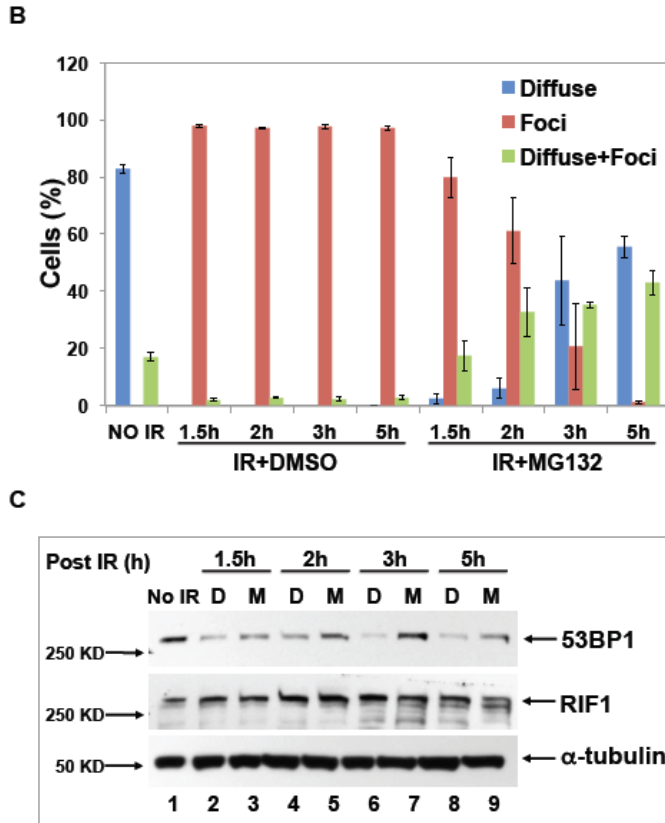 B
120
100
80
60
40
20
0
Cells (%)
Diffuse
Foci
Diffuse+Foci
NO IR 1.5h 2h 3h 5h 1.5h 2h 3h 5h
IR+DMSO IR+MG132
C
Post IR (h) 1.5h 2h 3h 5h
No IR D M D M D M D M
250 KD 53BP1
250 KD RIF1
50 KD α-tubulin
1 2 3 4 5 6 7 8 9